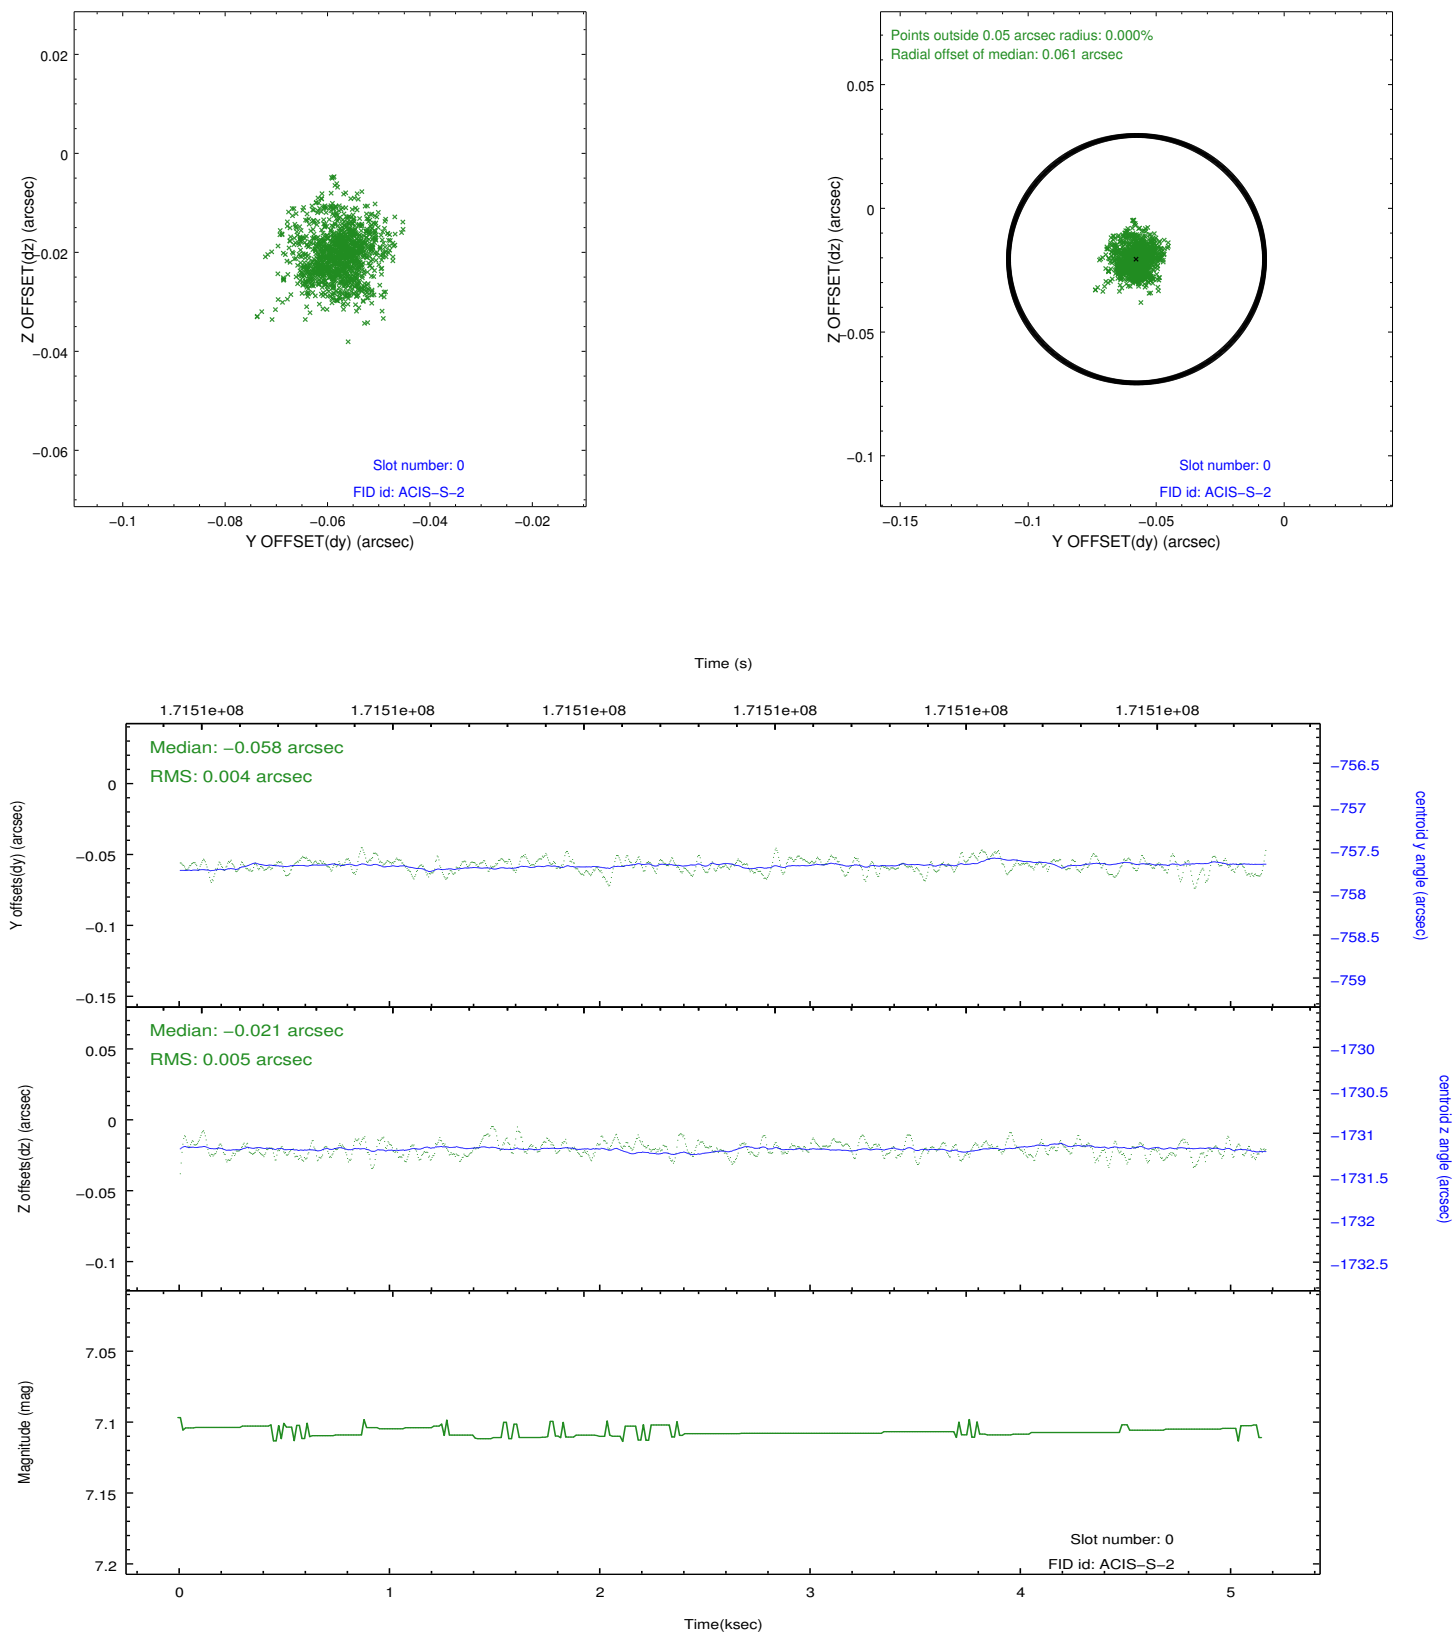 0.02
0
−0.02
−0.04
−0.06
Z OFFSET(dz) (arcsec)
Slot number: 0
FID id: ACIS−S−2
−0.1
−0.08
−0.06
−0.04
−0.02
Y OFFSET(dy) (arcsec)
Points outside 0.05 arcsec radius: 0.000%
Radial offset of median: 0.061 arcsec
0.05
0
−0.05
−0.1
Z OFFSET(dz) (arcsec)
Slot number: 0
FID id: ACIS−S−2
−0.15
−0.1
−0.05
0
Y OFFSET(dy) (arcsec)
Time (s)
1.7151e+08
1.7151e+08
1.7151e+08
1.7151e+08
1.7151e+08
1.7151e+08
Median: −0.058 arcsec
RMS: 0.004 arcsec
0
−0.05
−0.1
−0.15
Y offsets(dy) (arcsec)
−756.5
−757
−757.5
−758
−758.5
−759
centroid y angle (arcsec)
Median: −0.021 arcsec
RMS: 0.005 arcsec
0.05
0
−0.05
−0.1
Z offsets(dz) (arcsec)
−1730
−1730.5
−1731
−1731.5
−1732
−1732.5
centroid z angle (arcsec)
7.05
7.1
7.15
7.2
Magnitude (mag)
Slot number: 0
FID id: ACIS−S−2
0
1
2
3
4
5
Time(ksec)